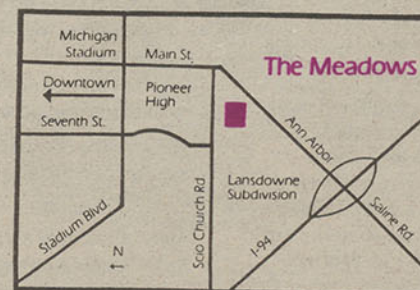 Michigan
Stadium
Main St.
The Meadows
Downtown
Pioneer
High
Seventh St.
Ann Arbor
Saline Rd.
Lansdowne
Subdivision
Stadium Blvd.
N
Scio Church Rd
I-94